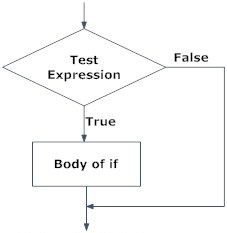 Test
Expression
False
True
Body of if